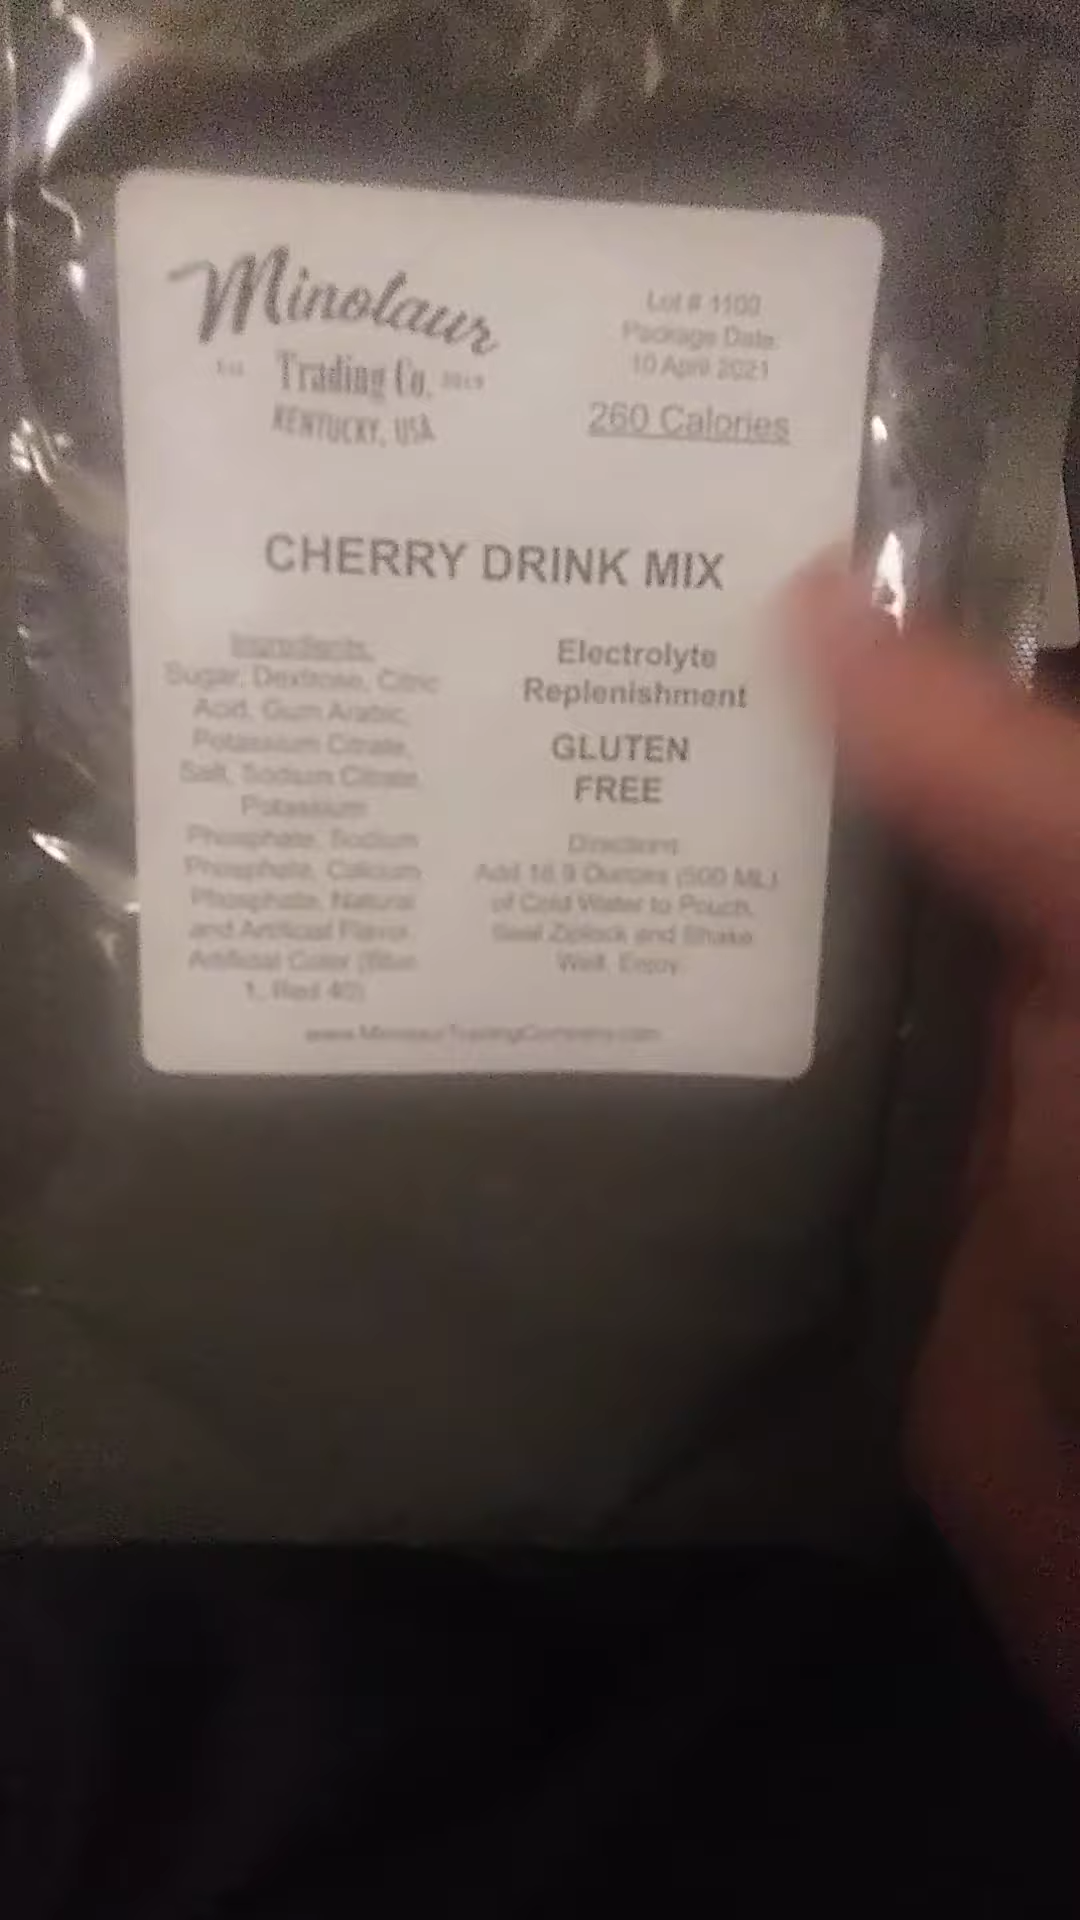 Minolaur
Est. Trading Co. 2019
KENTUCKY, USA
Lot # 1100
Package Date
10 April 2021
260 Calories
CHERRY DRINK MIX
Ingredients:
Sugar, Dextrose, Citric
Acid, Gum Arabic,
Potassium Citrate,
Salt, Sodium Citrate,
Potassium
Phosphate, Sodium
Phosphate, Calcium
Phosphate, Natural
and Artificial Flavor,
Artificial Color (Blue
1, Red 40)
Electrolyte
Replenishment
GLUTEN
FREE
Directions:
Add 16.9 Ounces (500 ML)
of Cold Water to Pouch,
Seal Ziplock and Shake
Well. Enjoy